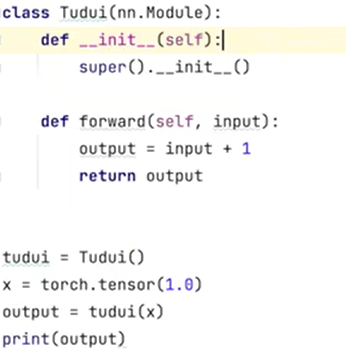 class Tudui(nn.Module):
    def __init__(self):
        super().__init__()
    def forward(self, input):
        output = input + 1
        return output
tudui = Tudui()
x = torch.tensor(1.0)
output = tudui(x)
print(output)